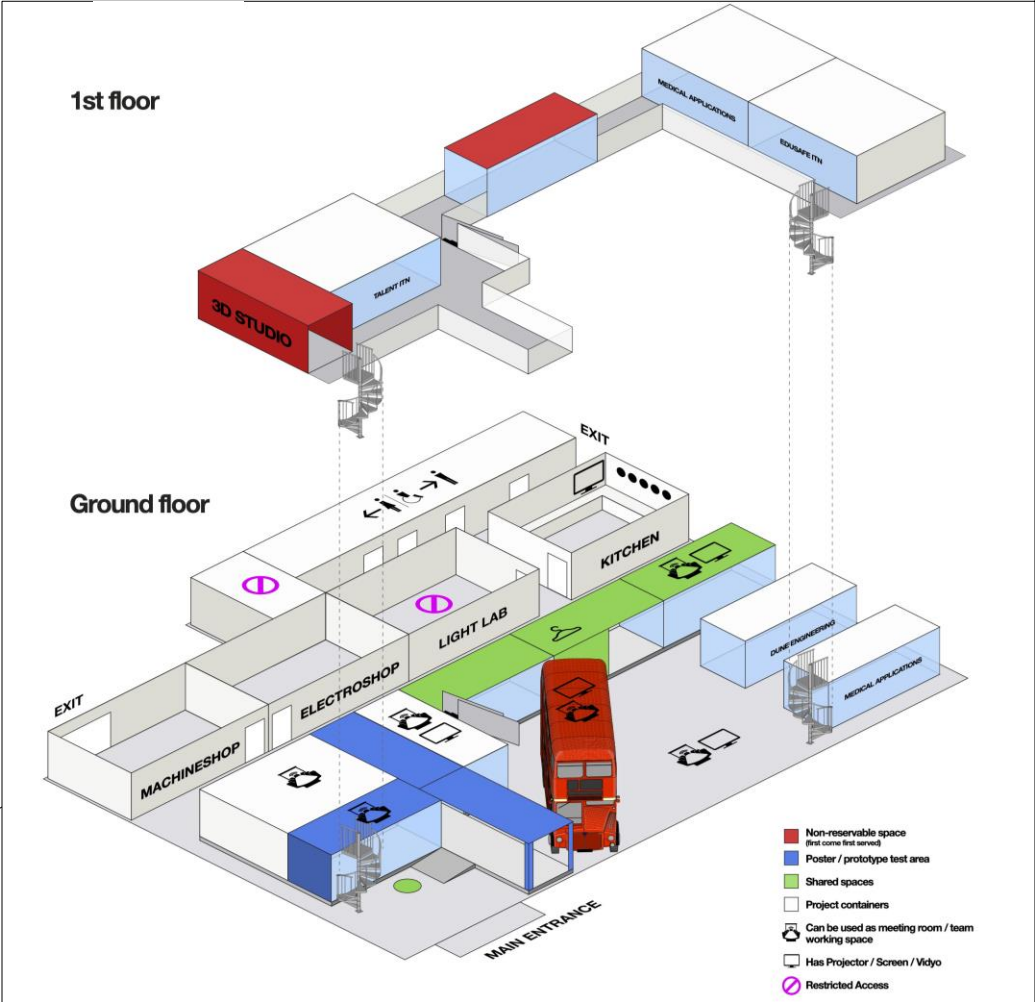 1st floor
MEDICAL APPLICATIONS
EDUSAFE ITN
TALENT ITN
3D STUDIO
EXIT
Ground floor
KITCHEN
LIGHT LAB
DUNE ENGINEERING
EXIT
ELECTROSHOP
MEDICAL APPLICATIONS
MACHINESHOP
MAIN ENTRANCE
Non-reservable space
(first come first served)
Poster / prototype test area
Shared spaces
Project containers
Can be used as meeting room / team
working space
Has Projector / Screen / Vidyo
Restricted Access